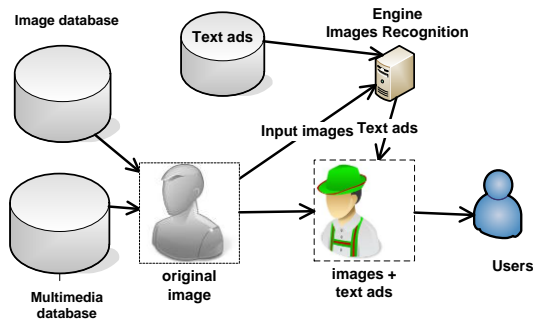 Image database
Text ads
Engine
Images Recognition
Input images
Text ads
original
image
images +
text ads
Users
Multimedia
database